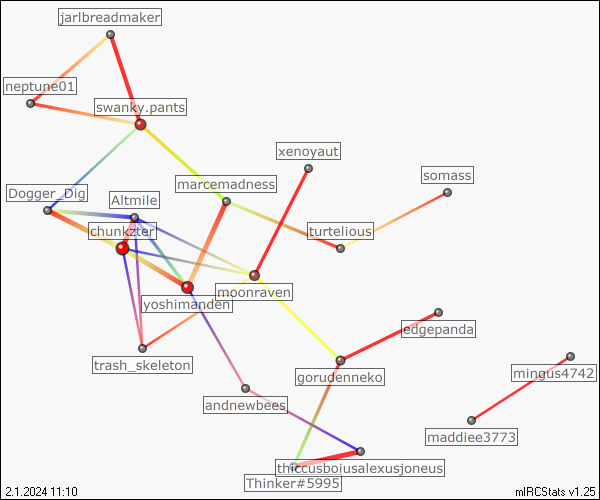 jarlbreadmaker
neptune01
swanky.pants
xenoyaut
somass
marcemadness
Dogger_Dig
Altmile
chunkzter
turtelious
yoshimanden
moonraven
edgepanda
trash_skeleton
gorudenneko
mingus4742
andnewbees
maddiee3773
thiccusboiusalexusjoneus
Thinker#5995
2.1.2024 11:10
mIRCStats v1.25